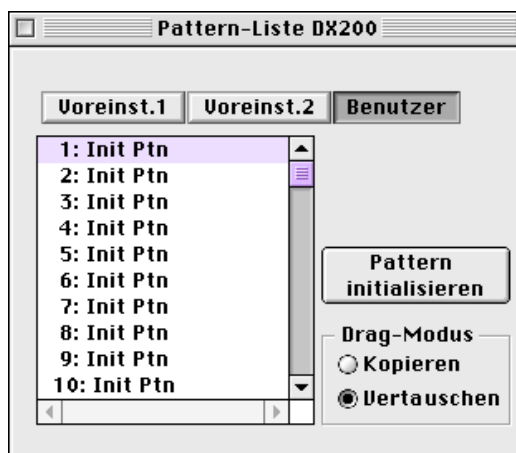 Pattern-Liste DX200
Voreinst.1 Voreinst.2 Benutzer
1: Init Ptn
2: Init Ptn
3: Init Ptn
4: Init Ptn
5: Init Ptn
6: Init Ptn
7: Init Ptn
8: Init Ptn
9: Init Ptn
10: Init Ptn
Pattern
initialisieren
Drag-Modus
Kopieren
Vertauschen